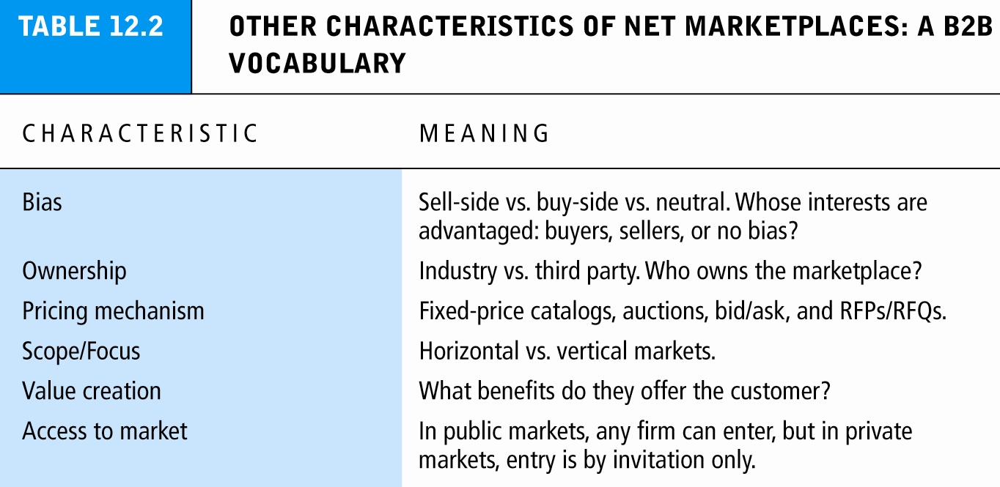 TABLE 12.2
OTHER CHARACTERISTICS OF NET MARKETPLACES: A B2B
VOCABULARY
CHARACTERISTIC MEANING
Bias Sell-side vs. buy-side vs. neutral. Whose interests are
advantaged: buyers, sellers, or no bias?
Ownership Industry vs. third party. Who owns the marketplace?
Pricing mechanism Fixed-price catalogs, auctions, bid/ask, and RFPs/RFQs.
Scope/Focus Horizontal vs. vertical markets.
Value creation What benefits do they offer the customer?
Access to market In public markets, any firm can enter, but in private
markets, entry is by invitation only.